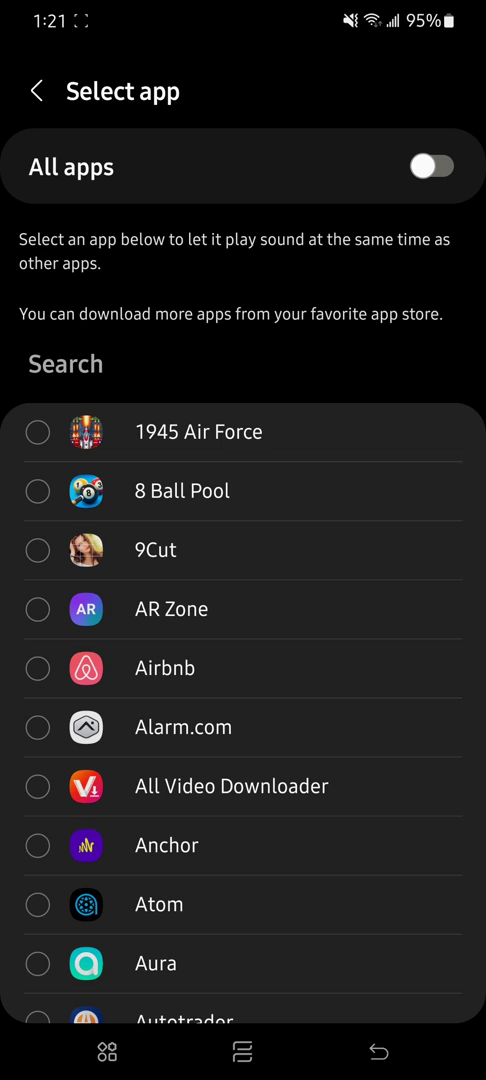 1:21
95%
Select app
All apps
Select an app below to let it play sound at the same time as
other apps.
You can download more apps from your favorite app store.
Search
1945 Air Force
8 Ball Pool
9Cut
AR
AR Zone
Airbnb
Alarm.com
All Video Downloader
Anchor
Atom
Aura
Autotrader